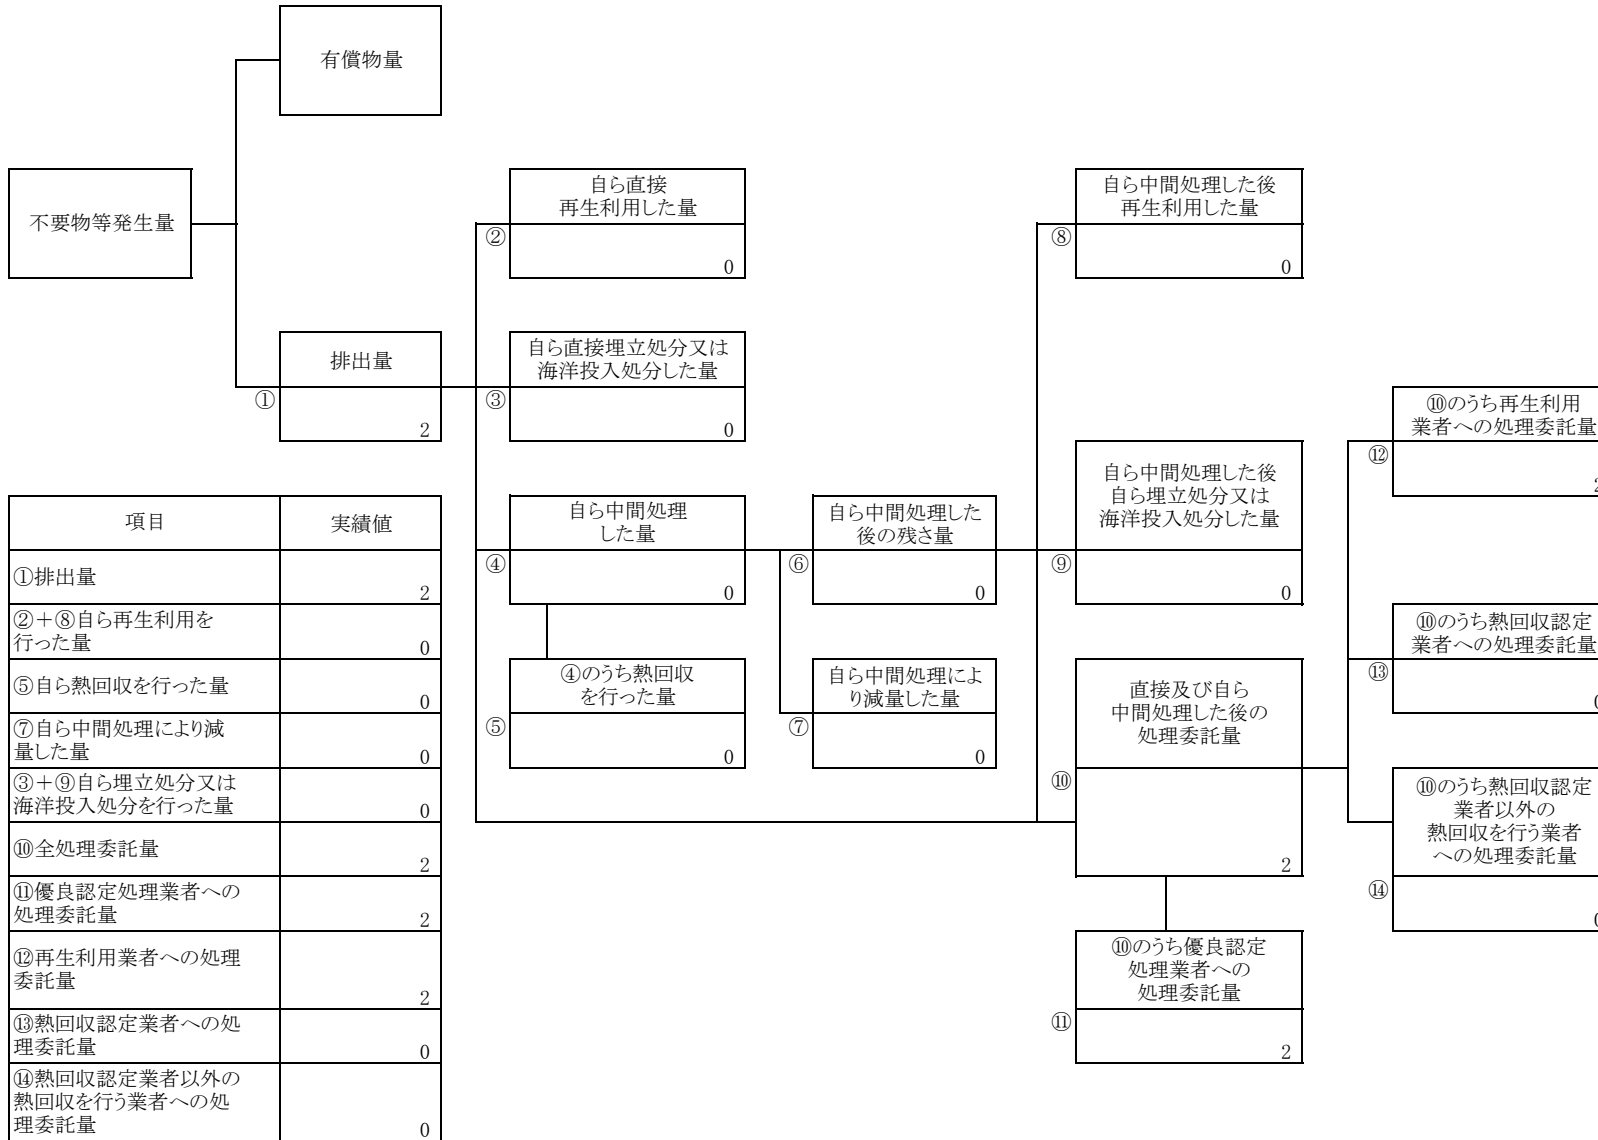 有償物量
不要物等発生量
自ら直接
再生利用した量
②
0
自ら中間処理した後
再生利用した量
⑧
0
排出量
①
2
自ら直接埋立処分又は
海洋投入処分した量
③
0
⑩のうち再生利用
業者への処理委託量
⑫
2
自ら中間処理
した量
④
0
自ら中間処理した
後の残さ量
⑥
0
自ら中間処理した後
自ら埋立処分又は
海洋投入処分した量
⑨
0
⑩のうち熱回収認定
業者への処理委託量
⑬
0
④のうち熱回収
を行った量
⑤
0
自ら中間処理によ
り減量した量
⑦
0
直接及び自ら
中間処理した後の
処理委託量
⑩
2
⑩のうち熱回収認定
業者以外の
熱回収を行う業者
への処理委託量
⑭
0
⑩のうち優良認定
処理業者への
処理委託量
⑪
2
項目 実績値
①排出量
2
②+⑧自ら再生利用を
行った量 0
⑤自ら熱回収を行った量
0
⑦自ら中間処理により減
量した量 0
③+⑨自ら埋立処分又は
海洋投入処分を行った量 0
⑩全処理委託量
2
⑪優良認定処理業者への
処理委託量 2
⑫再生利用業者への処理
委託量
2
⑬熱回収認定業者への処
理委託量 0
⑭熱回収認定業者以外の
熱回収を行う業者への処
理委託量 0